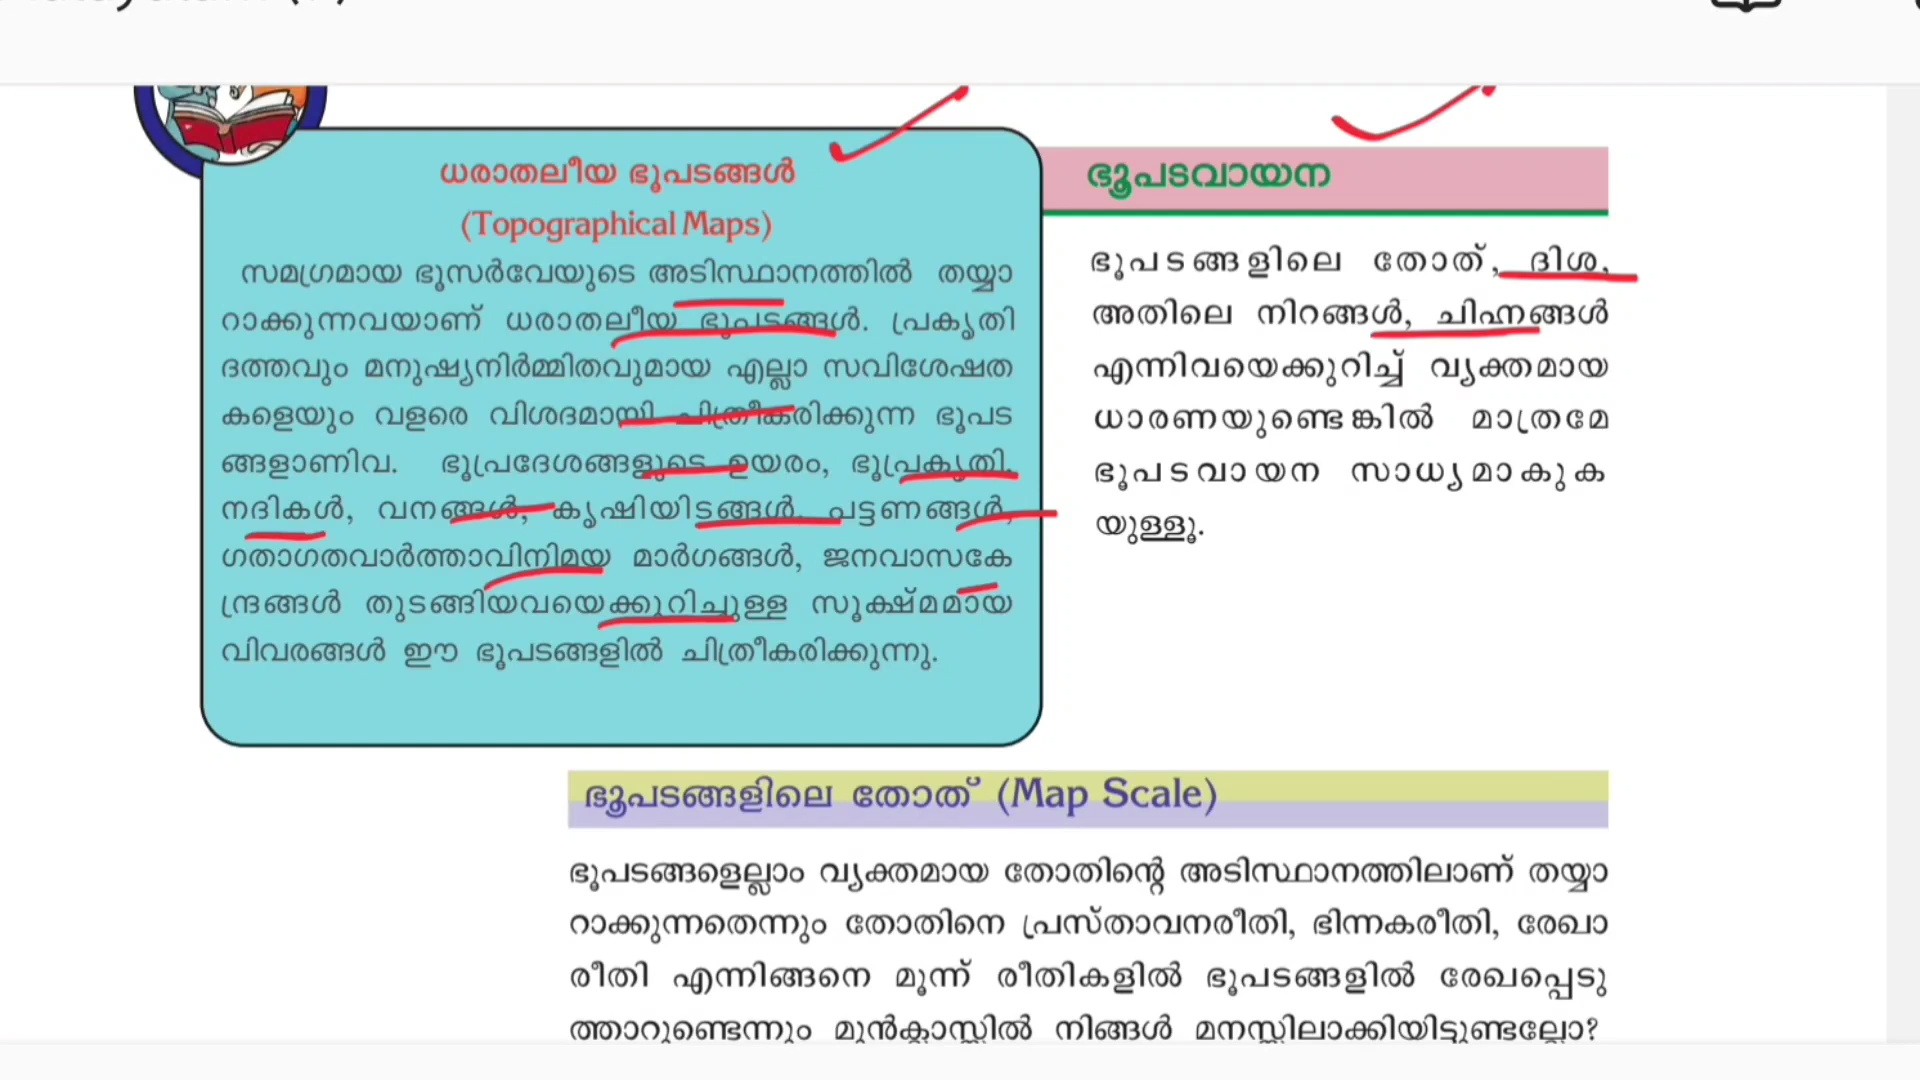 ധരാതലീയ ഭൂപടങ്ങൾ
(Topographical Maps)
സമഗ്രമായ ഭൂസർവേയുടെ അടിസ്ഥാനത്തിൽ തയ്യാ
റാക്കുന്നവയാണ് ധരാതലീയ ഭൂപടങ്ങൾ. പ്രകൃതി
ദത്തവും മനുഷ്യനിർമ്മിതവുമായ എല്ലാ സവിശേഷത
കളെയും വളരെ വിശദമായി ചിത്രീകരിക്കുന്ന ഭൂപട
ങ്ങളാണിവ. ഭൂപ്രദേശങ്ങളുടെ ഉയരം, ഭൂപ്രകൃതി,
നദികൾ, വനങ്ങൾ, കൃഷിയിടങ്ങൾ, പട്ടണങ്ങൾ,
ഗതാഗതവാർത്താവിനിമയ മാർഗങ്ങൾ, ജനവാസകേ
ന്ദ്രങ്ങൾ തുടങ്ങിയവയെക്കുറിച്ചുള്ള സൂക്ഷ്മമായ
വിവരങ്ങൾ ഈ ഭൂപടങ്ങളിൽ ചിത്രീകരിക്കുന്നു.
ഭൂപടവായന
ഭൂപടങ്ങളിലെ തോത്, ദിശ,
അതിലെ നിറങ്ങൾ, ചിഹ്നങ്ങൾ
എന്നിവയെക്കുറിച്ച് വ്യക്തമായ
ധാരണയുണ്ടെങ്കിൽ മാത്രമേ
ഭൂപടവായന സാധ്യമാകുക
യുള്ളൂ.
ഭൂപടങ്ങളിലെ തോത് (Map Scale)
ഭൂപടങ്ങളെല്ലാം വ്യക്തമായ തോതിന്റെ അടിസ്ഥാനത്തിലാണ് തയ്യാ
റാക്കുന്നതെന്നും തോതിനെ പ്രസ്താവനരീതി, ഭിന്നകരീതി, രേഖാ
രീതി എന്നിങ്ങനെ മൂന്ന് രീതികളിൽ ഭൂപടങ്ങളിൽ രേഖപ്പെടു
ത്താറുണ്ടെന്നും മുൻക്ലാസ്സിൽ നിങ്ങൾ മനസ്സിലാക്കിയിട്ടുണ്ടല്ലോ?